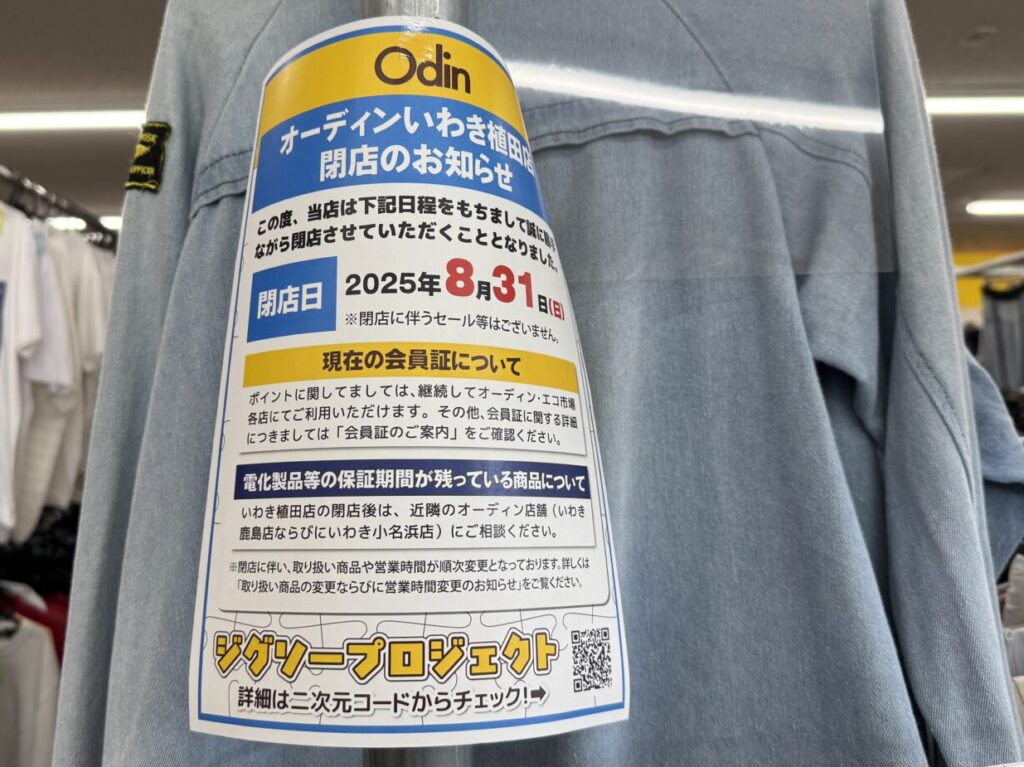 Odin
オーディンいわき植田店
閉店のお知らせ
この度、当店は下記日程をもちまして誠に
ながら閉店させていただくこととなりました。
閉店日
2025年8月31日(日)
※閉店に伴うセール等はございません。
現在の会員証について
ポイントに関してましては、継続してオーディン・エコ市場
各店にてご利用いただけます。その他、会員証に関する詳細
につきましては「会員証のご案内」をご確認ください。
電化製品等の保証期間が残っている商品について
いわき植田店の閉店後は、近隣のオーディン店舗(いわき
鹿島店ならびにいわき小名浜店)にご相談ください。
※閉店に伴い、取り扱い商品や営業時間が順次変更となっております。詳しくは
「取り扱い商品の変更ならびに営業時間変更のお知らせ」をご覧ください。
ジグソープロジェクト
詳細は二次元コードからチェック!➡